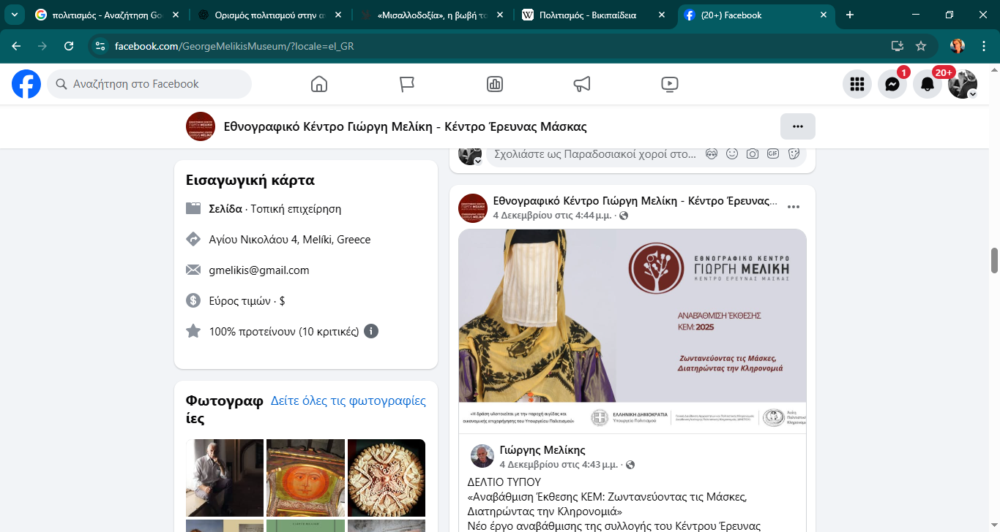 πολιτισμός - Αναζήτηση Go
Ορισμός πολιτισμού στην α
«Μισαλλοδοξία», η βωβή το
Πολιτισμός - Βικιπαίδεια
(20+) Facebook
facebook.com/GeorgeMelikisMuseum/?locale=el_GR
Αναζήτηση στο Facebook
1
20+
Εθνογραφικό Κέντρο Γιώργη Μελίκη - Κέντρο Έρευνας Μάσκας
Σχολιάστε ως Παραδοσιακοί χοροί στο...
GIF
Εισαγωγική κάρτα
Σελίδα · Τοπική επιχείρηση
Αγίου Νικολάου 4, Melíki, Greece
gmelikis@gmail.com
Εύρος τιμών · $
100% προτείνουν (10 κριτικές)
Φωτογραφ
ίες
Δείτε όλες τις φωτογραφίες
Εθνογραφικό Κέντρο Γιώργη Μελίκη - Κέντρο Έρευνας...
4 Δεκεμβρίου στις 4:44 μ.μ. ·
ΕΘΝΟΓΡΑΦΙΚΟ ΚΕΝΤΡΟ
ΓΙΩΡΓΗ ΜΕΛΙΚΗ
ΚΕΝΤΡΟ ΕΡΕΥΝΑΣ ΜΑΣΚΑΣ
ΑΝΑΒΆΘΜΙΣΗ ΈΚΘΕΣΗΣ
ΚΕΜ: 2025
Ζωντανεύοντας τις Μάσκες,
Διατηρώντας την Κληρονομιά
«Η δράση υλοποιείται με την παροχή αιγίδας και
οικονομικής επιχορήγησης του Υπουργείου Πολιτισμού»
ΕΛΛΗΝΙΚΗ ΔΗΜΟΚΡΑΤΙΑ
Υπουργείο Πολιτισμού
Γιώργης Μελίκης
4 Δεκεμβρίου στις 4:43 μ.μ. ·
ΔΕΛΤΙΟ ΤΥΠΟΥ
«Αναβάθμιση Έκθεσης ΚΕΜ: Ζωντανεύοντας τις Μάσκες,
Διατηρώντας την Κληρονομιά»
Νέο έργο αναβάθμισης της συλλογής του Κέντρου Έρευνας